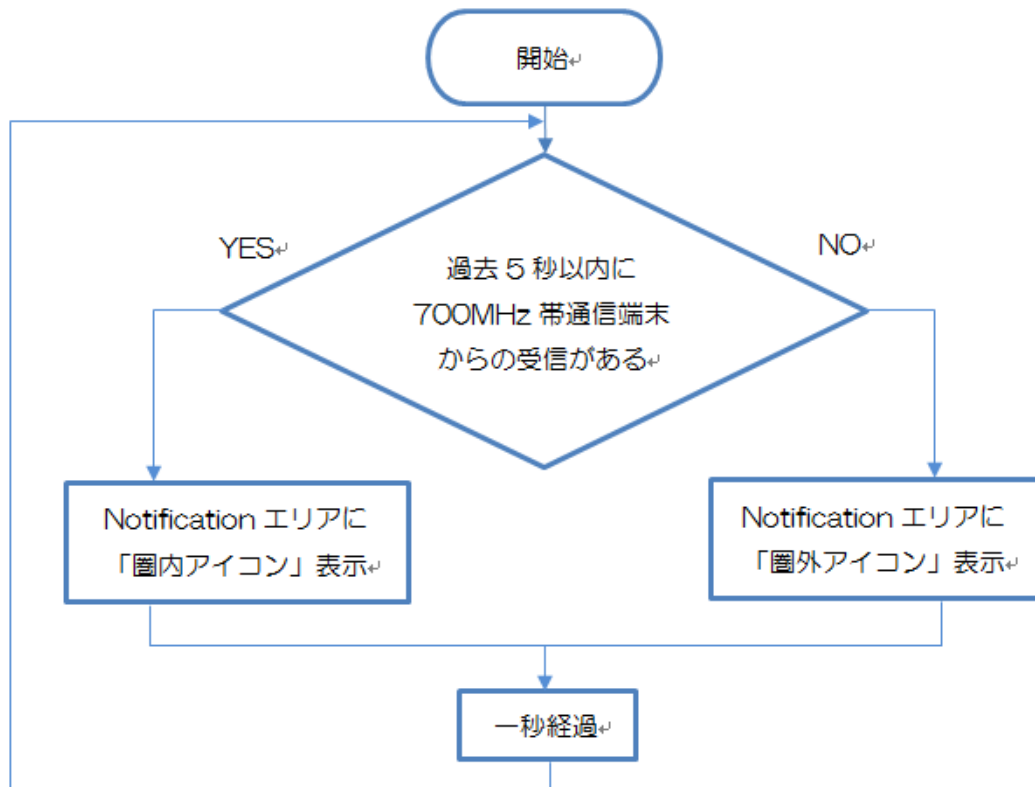 開始
YES
NO
過去5秒以内に
700MHz 帯通信端末
からの受信がある
Notification エリアに
「圏内アイコン」表示
Notification エリアに
「圏外アイコン」表示
一秒経過